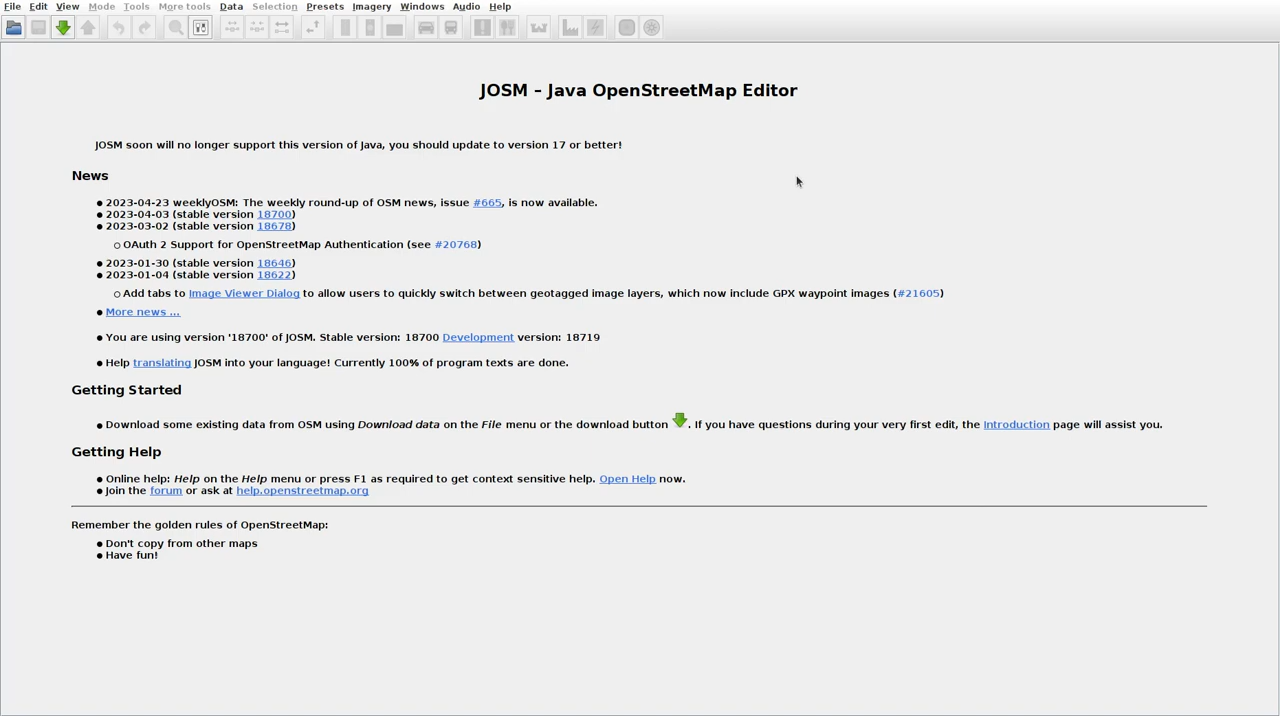 File Edit View Mode Tools More tools Data Selection Presets Imagery Windows Audio Help
JOSM – Java OpenStreetMap Editor
JOSM soon will no longer support this version of Java, you should update to version 17 or better!
News
● 2023-04-23 weeklyOSM: The weekly round-up of OSM news, issue #665, is now available.
● 2023-04-03 (stable version 18700)
● 2023-03-02 (stable version 18678)
○ OAuth 2 Support for OpenStreetMap Authentication (see #20768)
● 2023-01-30 (stable version 18646)
● 2023-01-04 (stable version 18622)
○ Add tabs to Image Viewer Dialog to allow users to quickly switch between geotagged image layers, which now include GPX waypoint images (#21605)
● More news ...
● You are using version '18700' of JOSM. Stable version: 18700 Development version: 18719
● Help translating JOSM into your language! Currently 100% of program texts are done.
Getting Started
● Download some existing data from OSM using Download data on the File menu or the download button . If you have questions during your very first edit, the Introduction page will assist you.
Getting Help
● Online help: Help on the Help menu or press F1 as required to get context sensitive help. Open Help now.
● Join the forum or ask at help.openstreetmap.org
Remember the golden rules of OpenStreetMap:
● Don't copy from other maps
● Have fun!